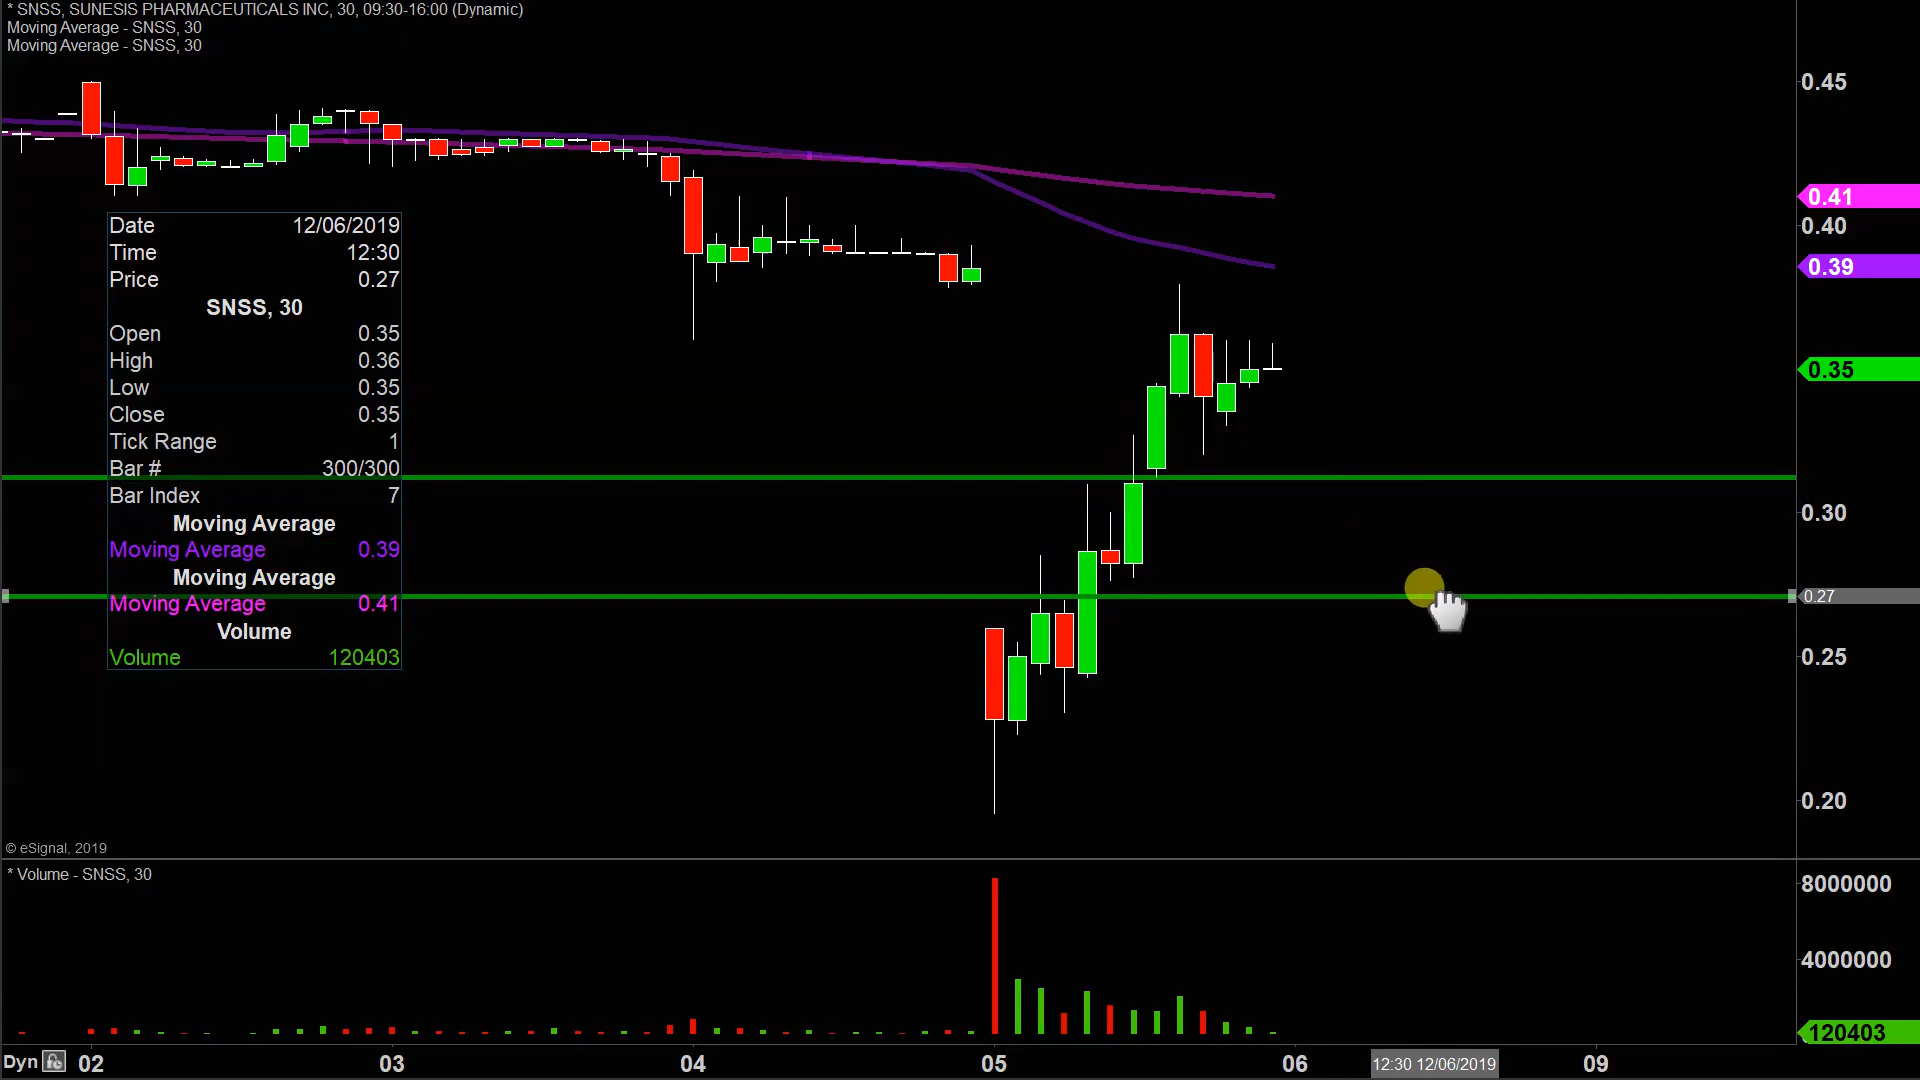 * SNSS, SUNESIS PHARMACEUTICALS INC, 30, 09:30-16:00 (Dynamic)
Moving Average - SNSS, 30
Moving Average - SNSS, 30
Date 12/06/2019
Time 12:30
Price 0.27
SNSS, 30
Open 0.35
High 0.36
Low 0.35
Close 0.35
Tick Range 1
Bar # 300/300
Bar Index 7
Moving Average
Moving Average 0.39
Moving Average
Moving Average 0.41
Volume
Volume 120403
0.45
0.41
0.40
0.39
0.35
0.30
0.27
0.25
0.20
© eSignal, 2019
* Volume - SNSS, 30
8000000
4000000
120403
Dyn 02 03 04 05 06 12:30 12/06/2019 09